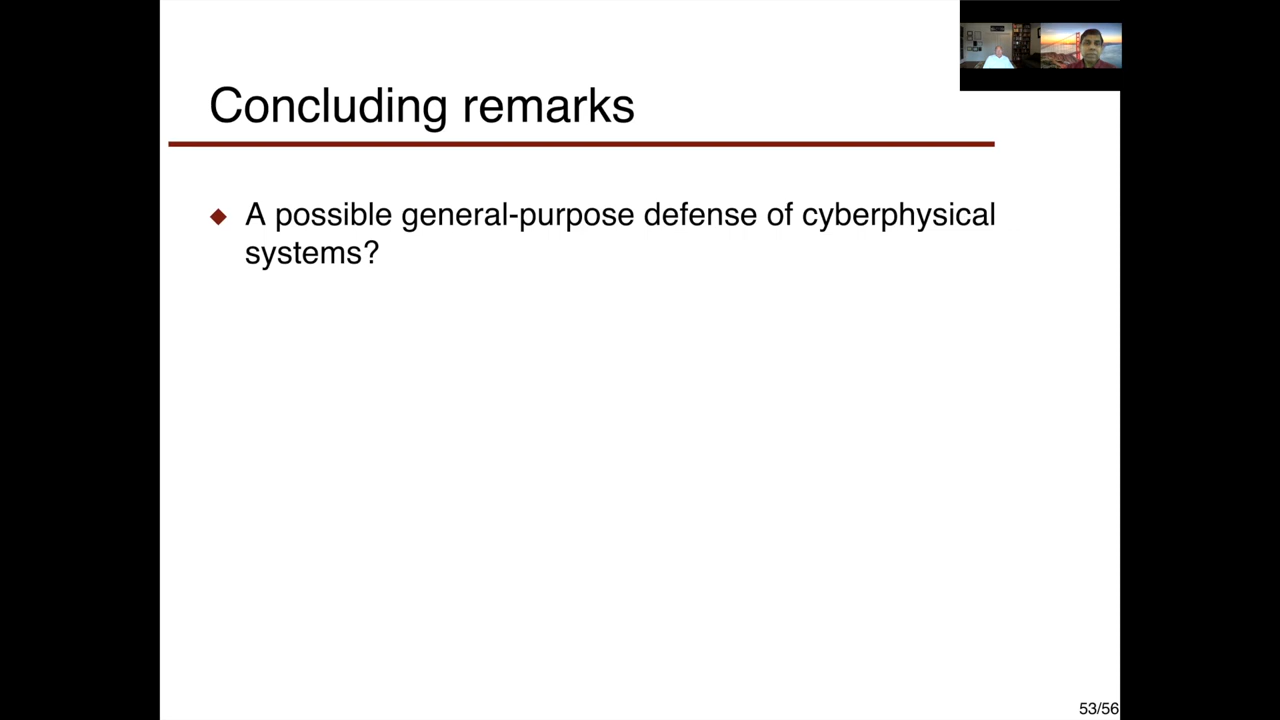 Concluding remarks
◆ A possible general-purpose defense of cyberphysical
systems?
53/56